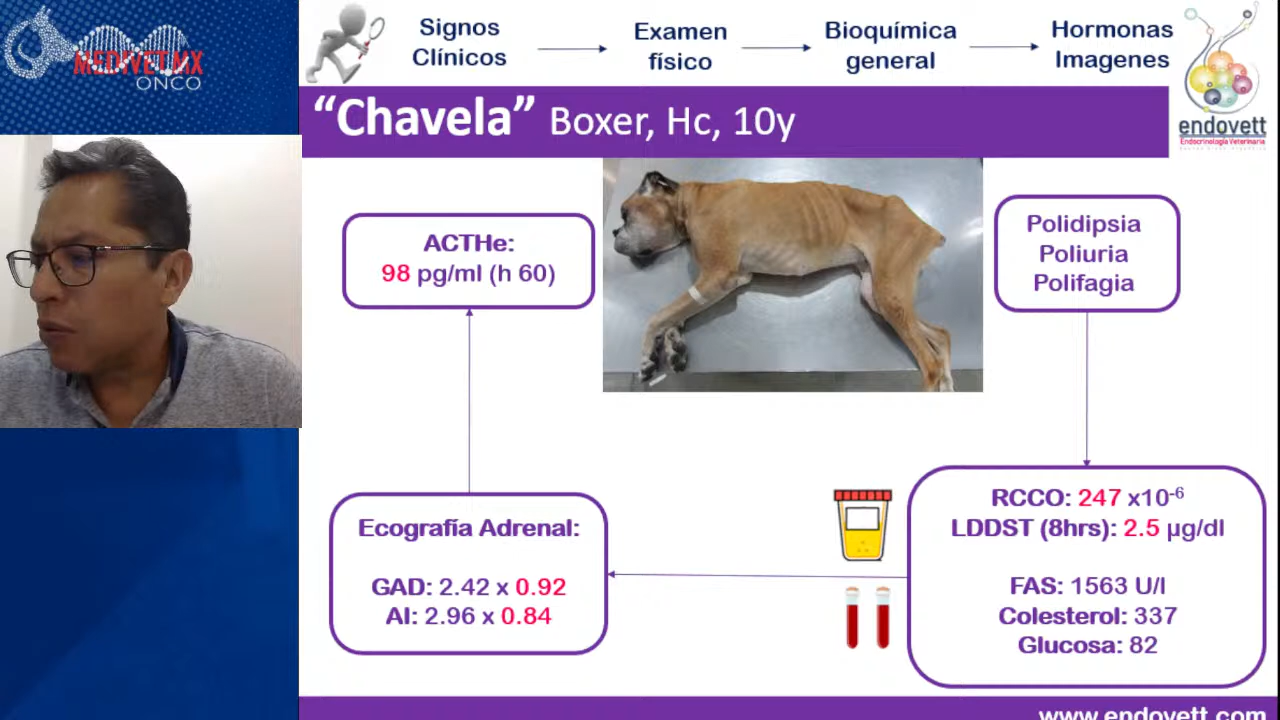 MEDIVET.MX
ONCO
Signos
Clínicos
Examen
físico
Bioquímica
general
Hormonas
Imagenes
endovett
Endocrinología Veterinaria
“Chavela” Boxer, Hc, 10y
ACTHe:
98 pg/ml (h 60)
Polidipsia
Poliuria
Polifagia
RCCO: 247 x10-6
LDDST (8hrs): 2.5 µg/dl
FAS: 1563 U/l
Colesterol: 337
Glucosa: 82
Ecografía Adrenal:
GAD: 2.42 x 0.92
AI: 2.96 x 0.84
www.endovett.com